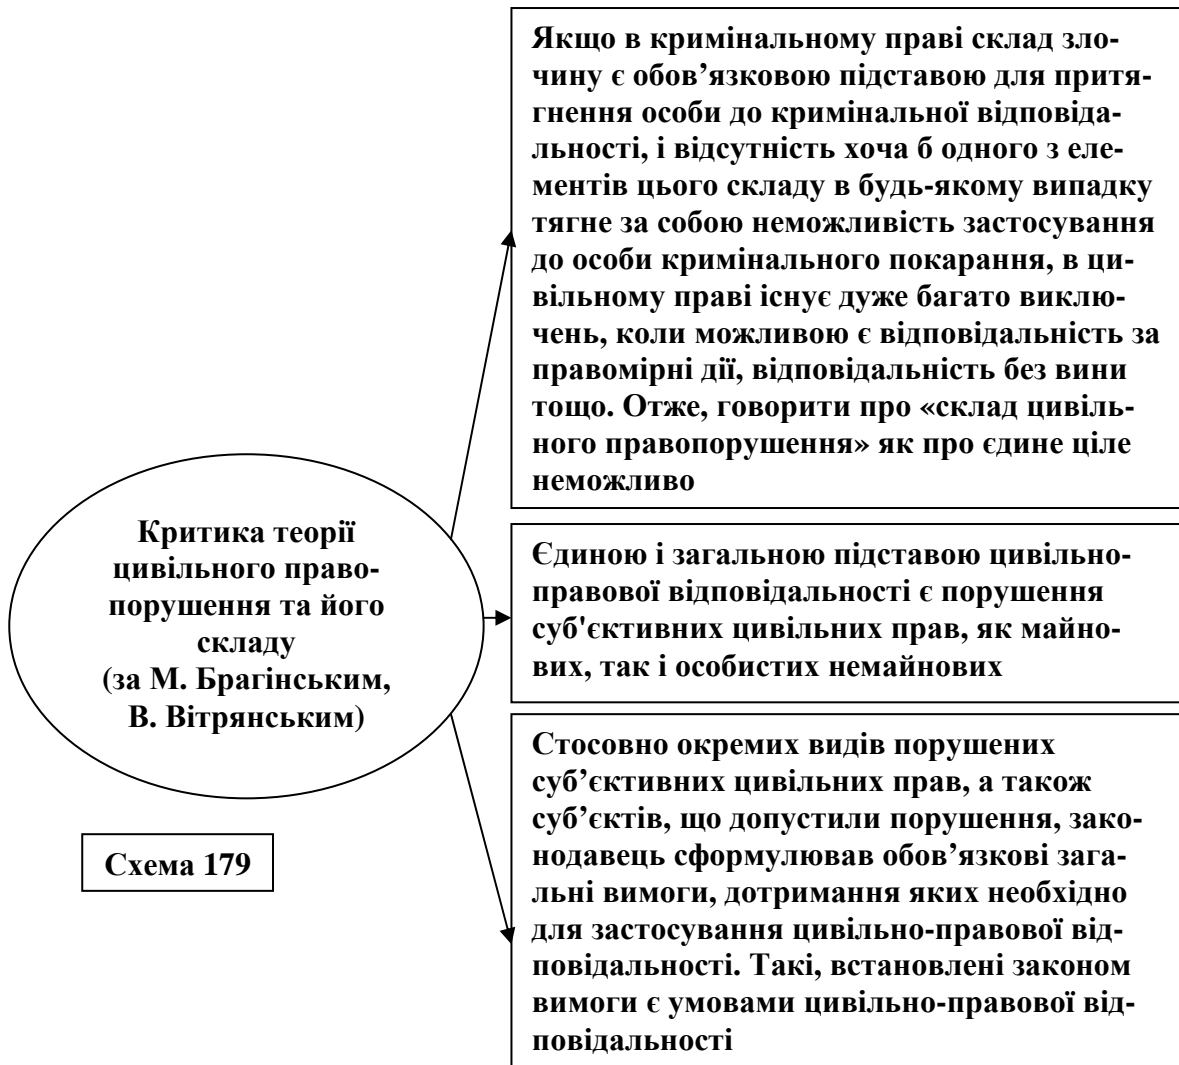 Якщо в кримінальному праві склад зло-
чину є обов’язковою підставою для притя-
гнення особи до кримінальної відповіда-
льності, і відсутність хоча б одного з еле-
ментів цього складу в будь-якому випадку
тягне за собою неможливість застосування
до особи кримінального покарання, в ци-
вільному праві існує дуже багато виклю-
чень, коли можливою є відповідальність за
правомірні дії, відповідальність без вини
тощо. Отже, говорити про «склад цивіль-
ного правопорушення» як про єдине ціле
неможливо
Критика теорії
цивільного право-
порушення та його
складу
(за М. Брагінським,
В. Вітрянським)
Єдиною і загальною підставою цивільно-
правової відповідальності є порушення
суб'єктивних цивільних прав, як майно-
вих, так і особистих немайнових
Стосовно окремих видів порушених
суб’єктивних цивільних прав, а також
суб’єктів, що допустили порушення, зако-
нодавець сформулював обов’язкові зага-
льні вимоги, дотримання яких необхідно
для застосування цивільно-правової від-
повідальності. Такі, встановлені законом
вимоги є умовами цивільно-правової від-
повідальності
Схема 179